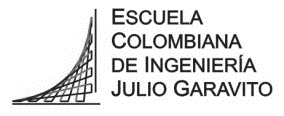 ESCUELA
COLOMBIANA
DE INGENIERÍA
JULIO GARAVITO